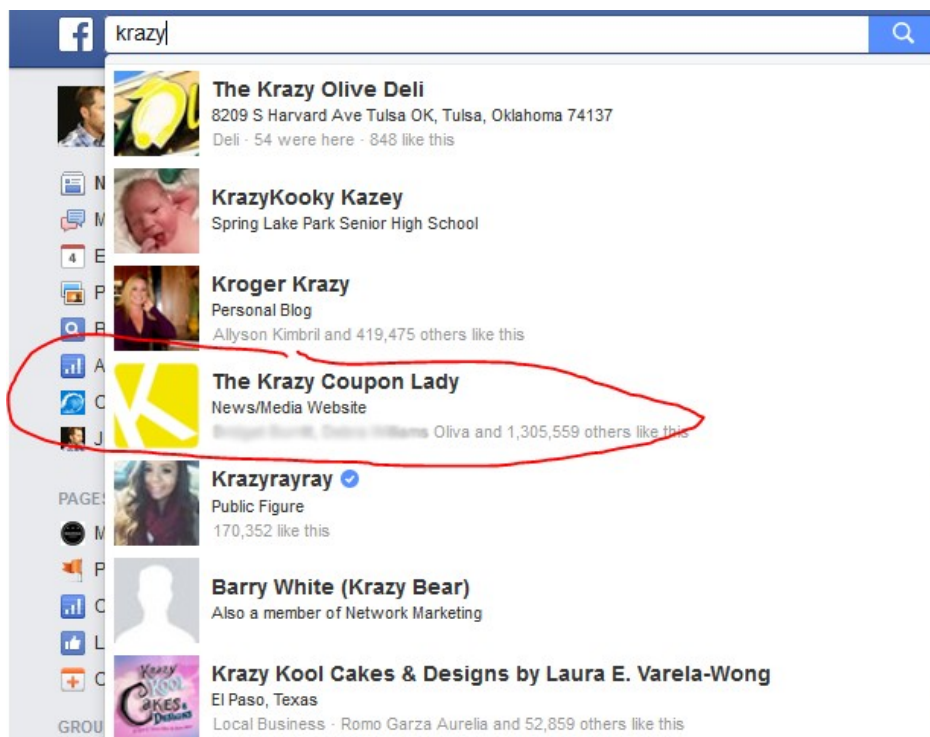 f krazy
The Krazy Olive Deli
8209 S Harvard Ave Tulsa OK, Tulsa, Oklahoma 74137
Deli · 54 were here · 848 like this
N
KrazyKooky Kazey
M
Spring Lake Park Senior High School
4 E
Kroger Krazy
P
Personal Blog
Allyson Kimbril and 419,475 others like this
A
The Krazy Coupon Lady
K
News/Media Website
Oliva and 1,305,559 others like this
J
Krazyrayray
PAGES
Public Figure
M
170,352 like this
P
Barry White (Krazy Bear)
Also a member of Network Marketing
L
Krazy Kool Cakes & Designs by Laura E. Varela-Wong
Krazy
Kool
Cakes &
Designs
El Paso, Texas
GROU
Local Business · Romo Garza Aurelia and 52,859 others like this